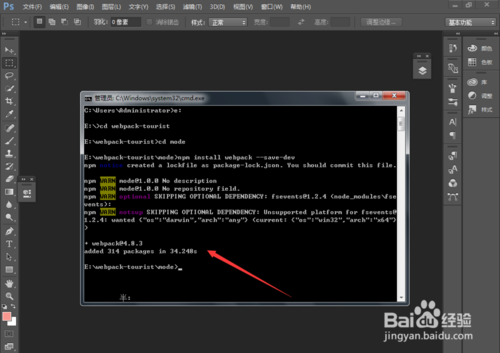 Ps 文件(F) 编辑(E) 图像(I) 图层(L) 文字(Y) 选择(S) 滤镜(T) 3D(D) 视图(V) 窗口(W) 帮助(H)
羽化: 0 像素 消除锯齿 样式: 正常 宽度: 高度: 调整边缘... 基本功能
颜色
色板
管理员: C:\Windows\system32\cmd.exe
C:\Users\Administrator>e:
E:\>cd webpack-tourist
E:\webpack-tourist>cd mode
E:\webpack-tourist\mode>npm install webpack --save-dev
npm notice created a lockfile as package-lock.json. You should commit this file.
npm WARN mode@1.0.0 No description
npm WARN mode@1.0.0 No repository field.
npm WARN optional SKIPPING OPTIONAL DEPENDENCY: fsevents@1.2.4 (node_modules\fse
vents):
npm WARN notsup SKIPPING OPTIONAL DEPENDENCY: Unsupported platform for fsevents@
1.2.4: wanted {"os":"darwin","arch":"any"} (current: {"os":"win32","arch":"x64"}
)
+ webpack@4.8.3
added 314 packages in 34.248s
E:\webpack-tourist\mode>
半:
Baidu 经验
jingyan.baidu.com